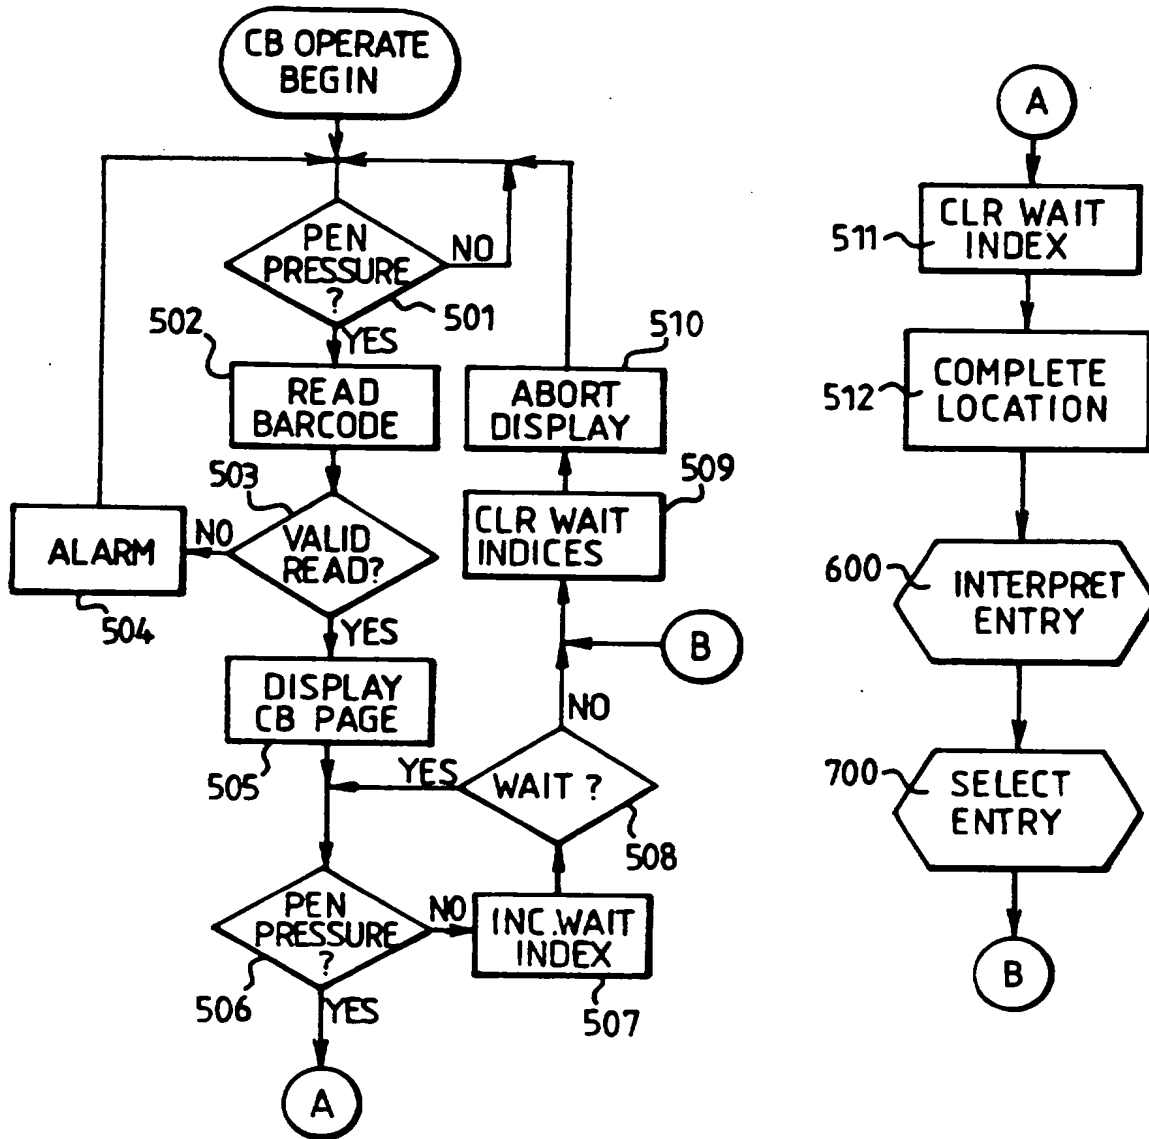 CB OPERATE
BEGIN
PEN
PRESSURE
?
NO
501
YES
502
READ
BARCODE
503
VALID
READ?
NO
ALARM
504
YES
DISPLAY
CB PAGE
505
PEN
PRESSURE
?
506
NO
YES
A
INC.WAIT
INDEX
507
WAIT ?
508
YES
NO
B
CLR WAIT
INDICES
509
ABORT
DISPLAY
510
A
CLR WAIT
INDEX
511
COMPLETE
LOCATION
512
INTERPRET
ENTRY
600
SELECT
ENTRY
700
B